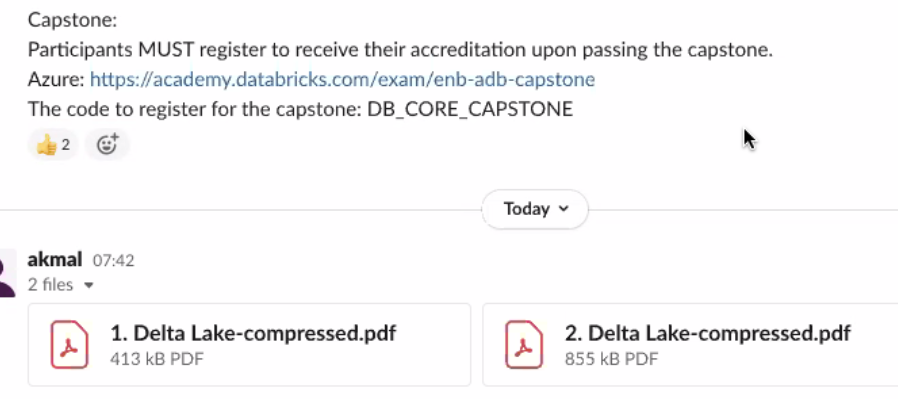 Capstone:
Participants MUST register to receive their accreditation upon passing the capstone.
Azure: https://academy.databricks.com/exam/enb-adb-capstone
The code to register for the capstone: DB_CORE_CAPSTONE
👍 2
Today
akmal 07:42
2 files
1. Delta Lake-compressed.pdf
413 kB PDF
2. Delta Lake-compressed.pdf
855 kB PDF